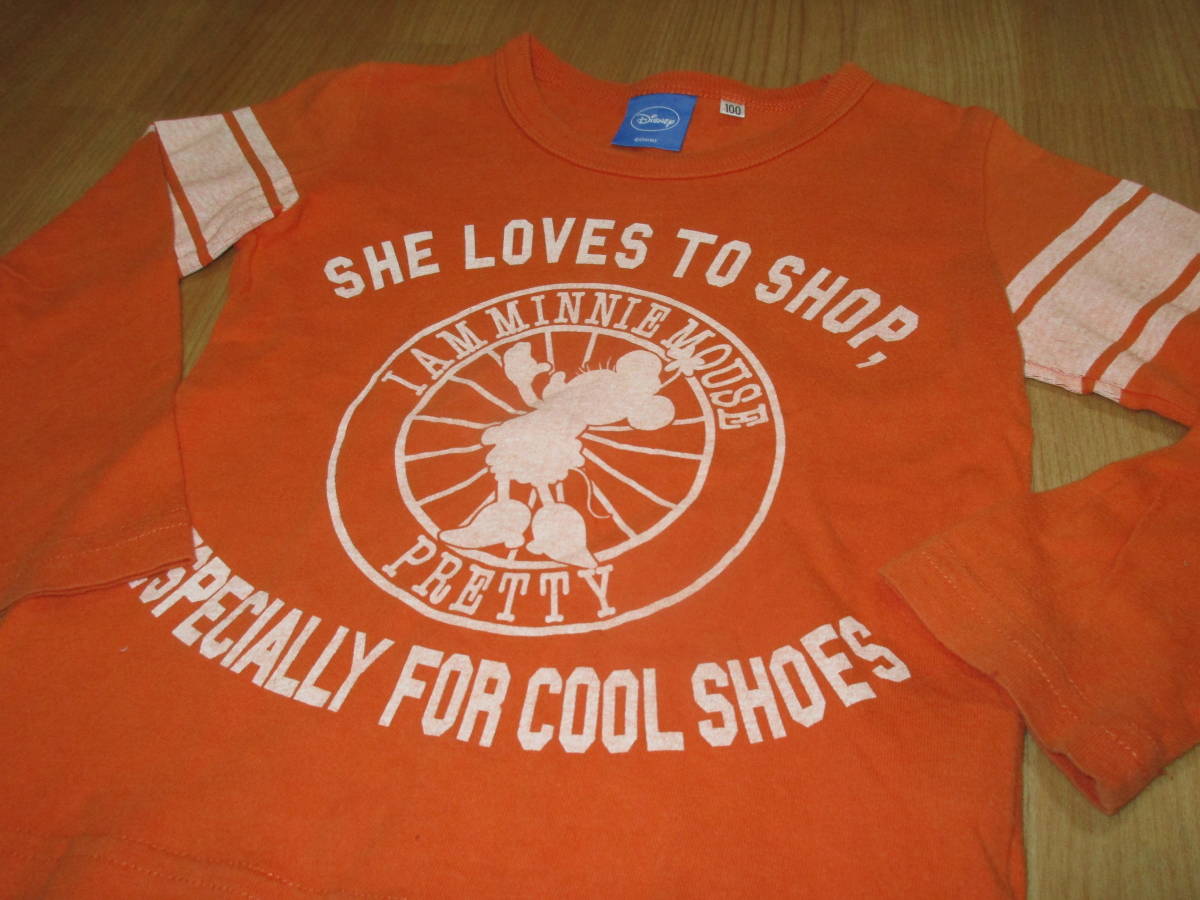 Disney
100
SHE LOVES TO SHOP,
I AM MINNIE MOUSE
PRETTY
ESPECIALLY FOR COOL SHOES